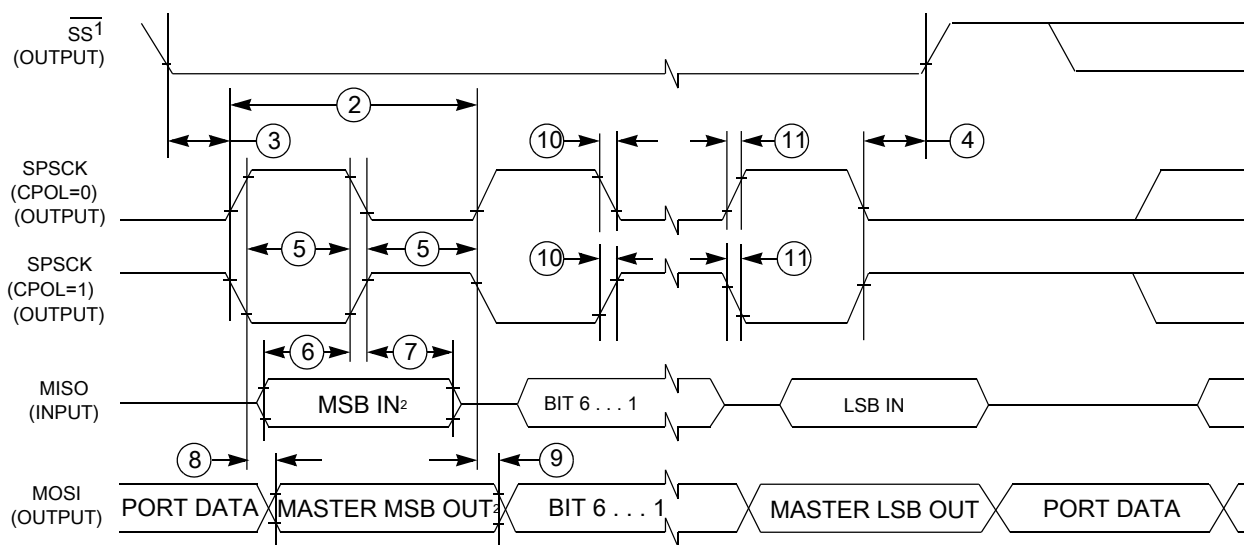 SS1
(OUTPUT)
2
3
10
11
4
SPSCK
(CPOL=0)
(OUTPUT)
5
5
SPSCK
(CPOL=1)
(OUTPUT)
10
11
6
7
MISO
(INPUT)
MSB IN2
BIT 6 . . . 1
LSB IN
8
9
MOSI
(OUTPUT)
PORT DATA
MASTER MSB OUT2
BIT 6 . . . 1
MASTER LSB OUT
PORT DATA